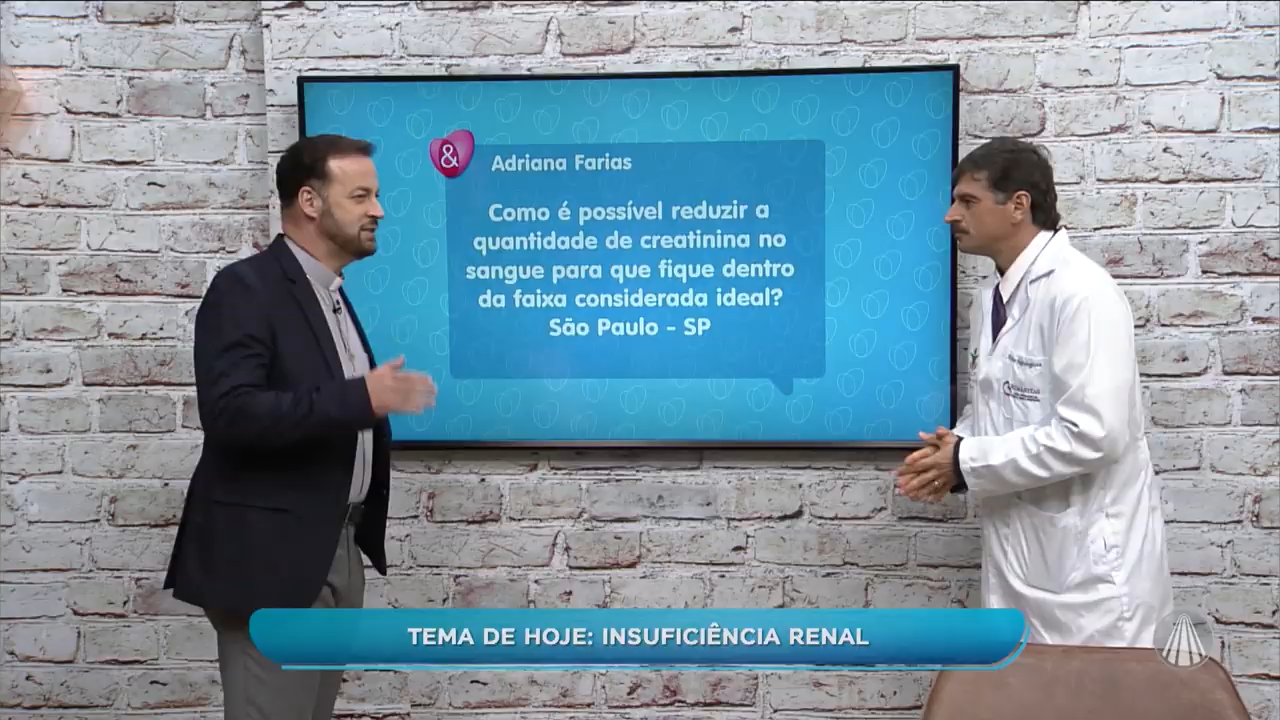 &
Adriana Farias
Como é possível reduzir a
quantidade de creatinina no
sangue para que fique dentro
da faixa considerada ideal?
São Paulo - SP
TEMA DE HOJE: INSUFICIÊNCIA RENAL